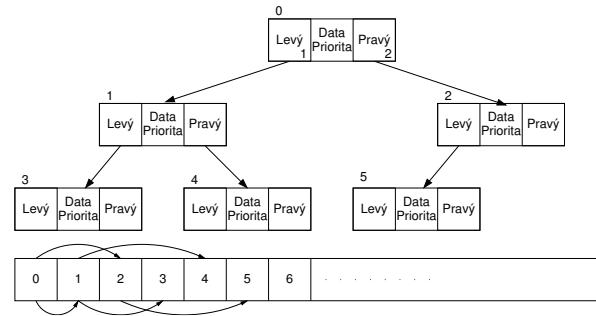 0
Levý Data Pravý
1 Priorita 2
1
Levý Data Pravý
Priorita
2
Levý Data Pravý
Priorita
3
Levý Data Pravý
Priorita
4
Levý Data Pravý
Priorita
5
Levý Data Pravý
Priorita
0 1 2 3 4 5 6 . . . . . . . .